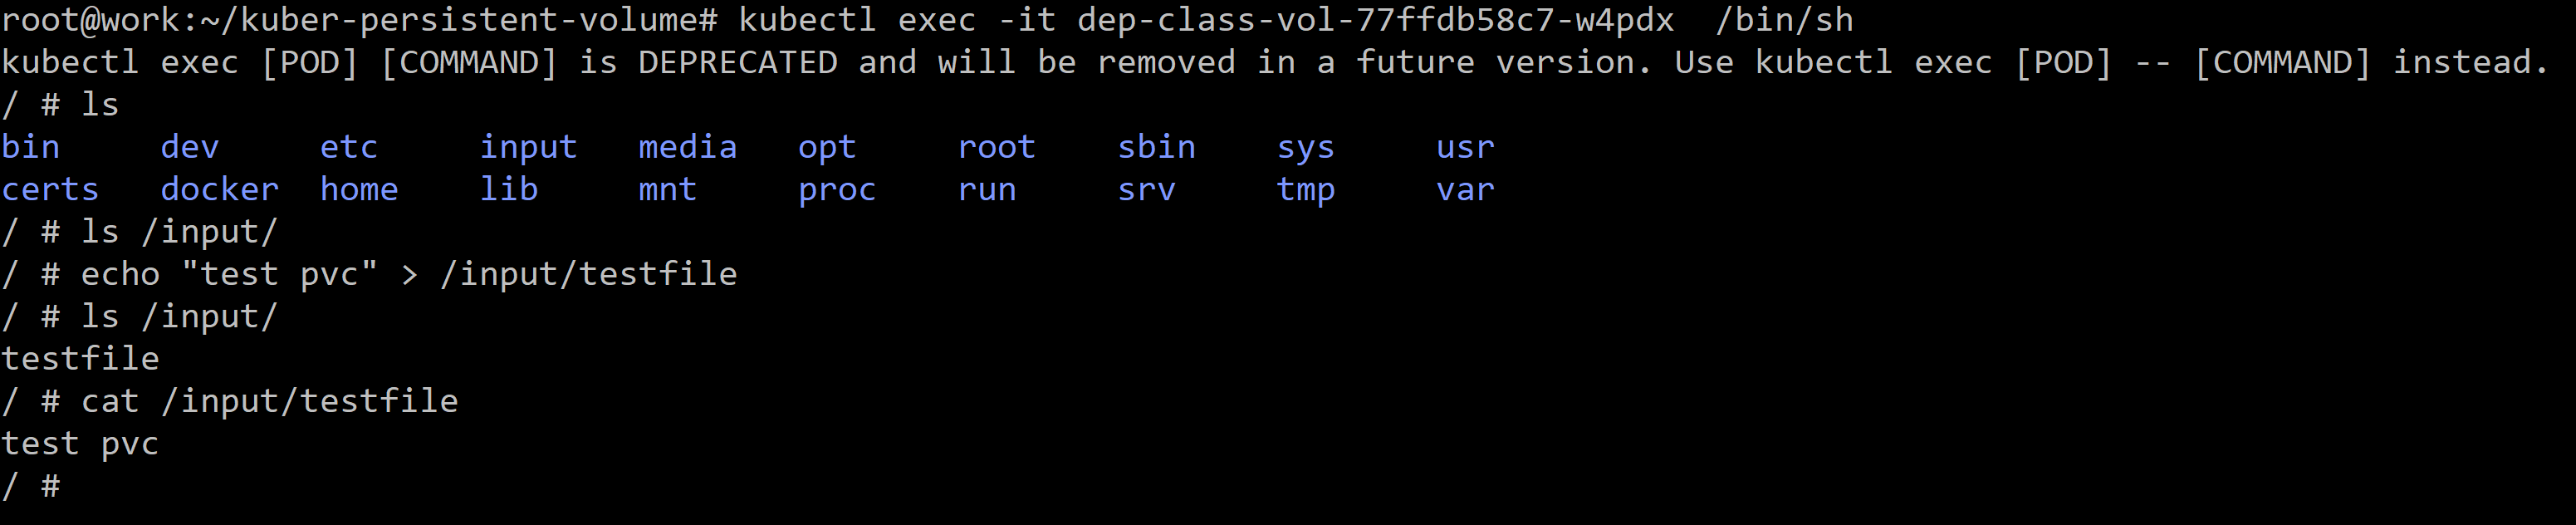 root@work:~/kuber-persistent-volume# kubectl exec -it dep-class-vol-77ffdb58c7-w4pdx  /bin/sh
kubectl exec [POD] [COMMAND] is DEPRECATED and will be removed in a future version. Use kubectl exec [POD] -- [COMMAND] instead.
/ # ls
bin     dev     etc     input   media   opt     root    sbin    sys     usr
certs   docker  home    lib     mnt     proc    run     srv     tmp     var
/ # ls /input/
/ # echo "test pvc" > /input/testfile
/ # ls /input/
testfile
/ # cat /input/testfile
test pvc
/ #